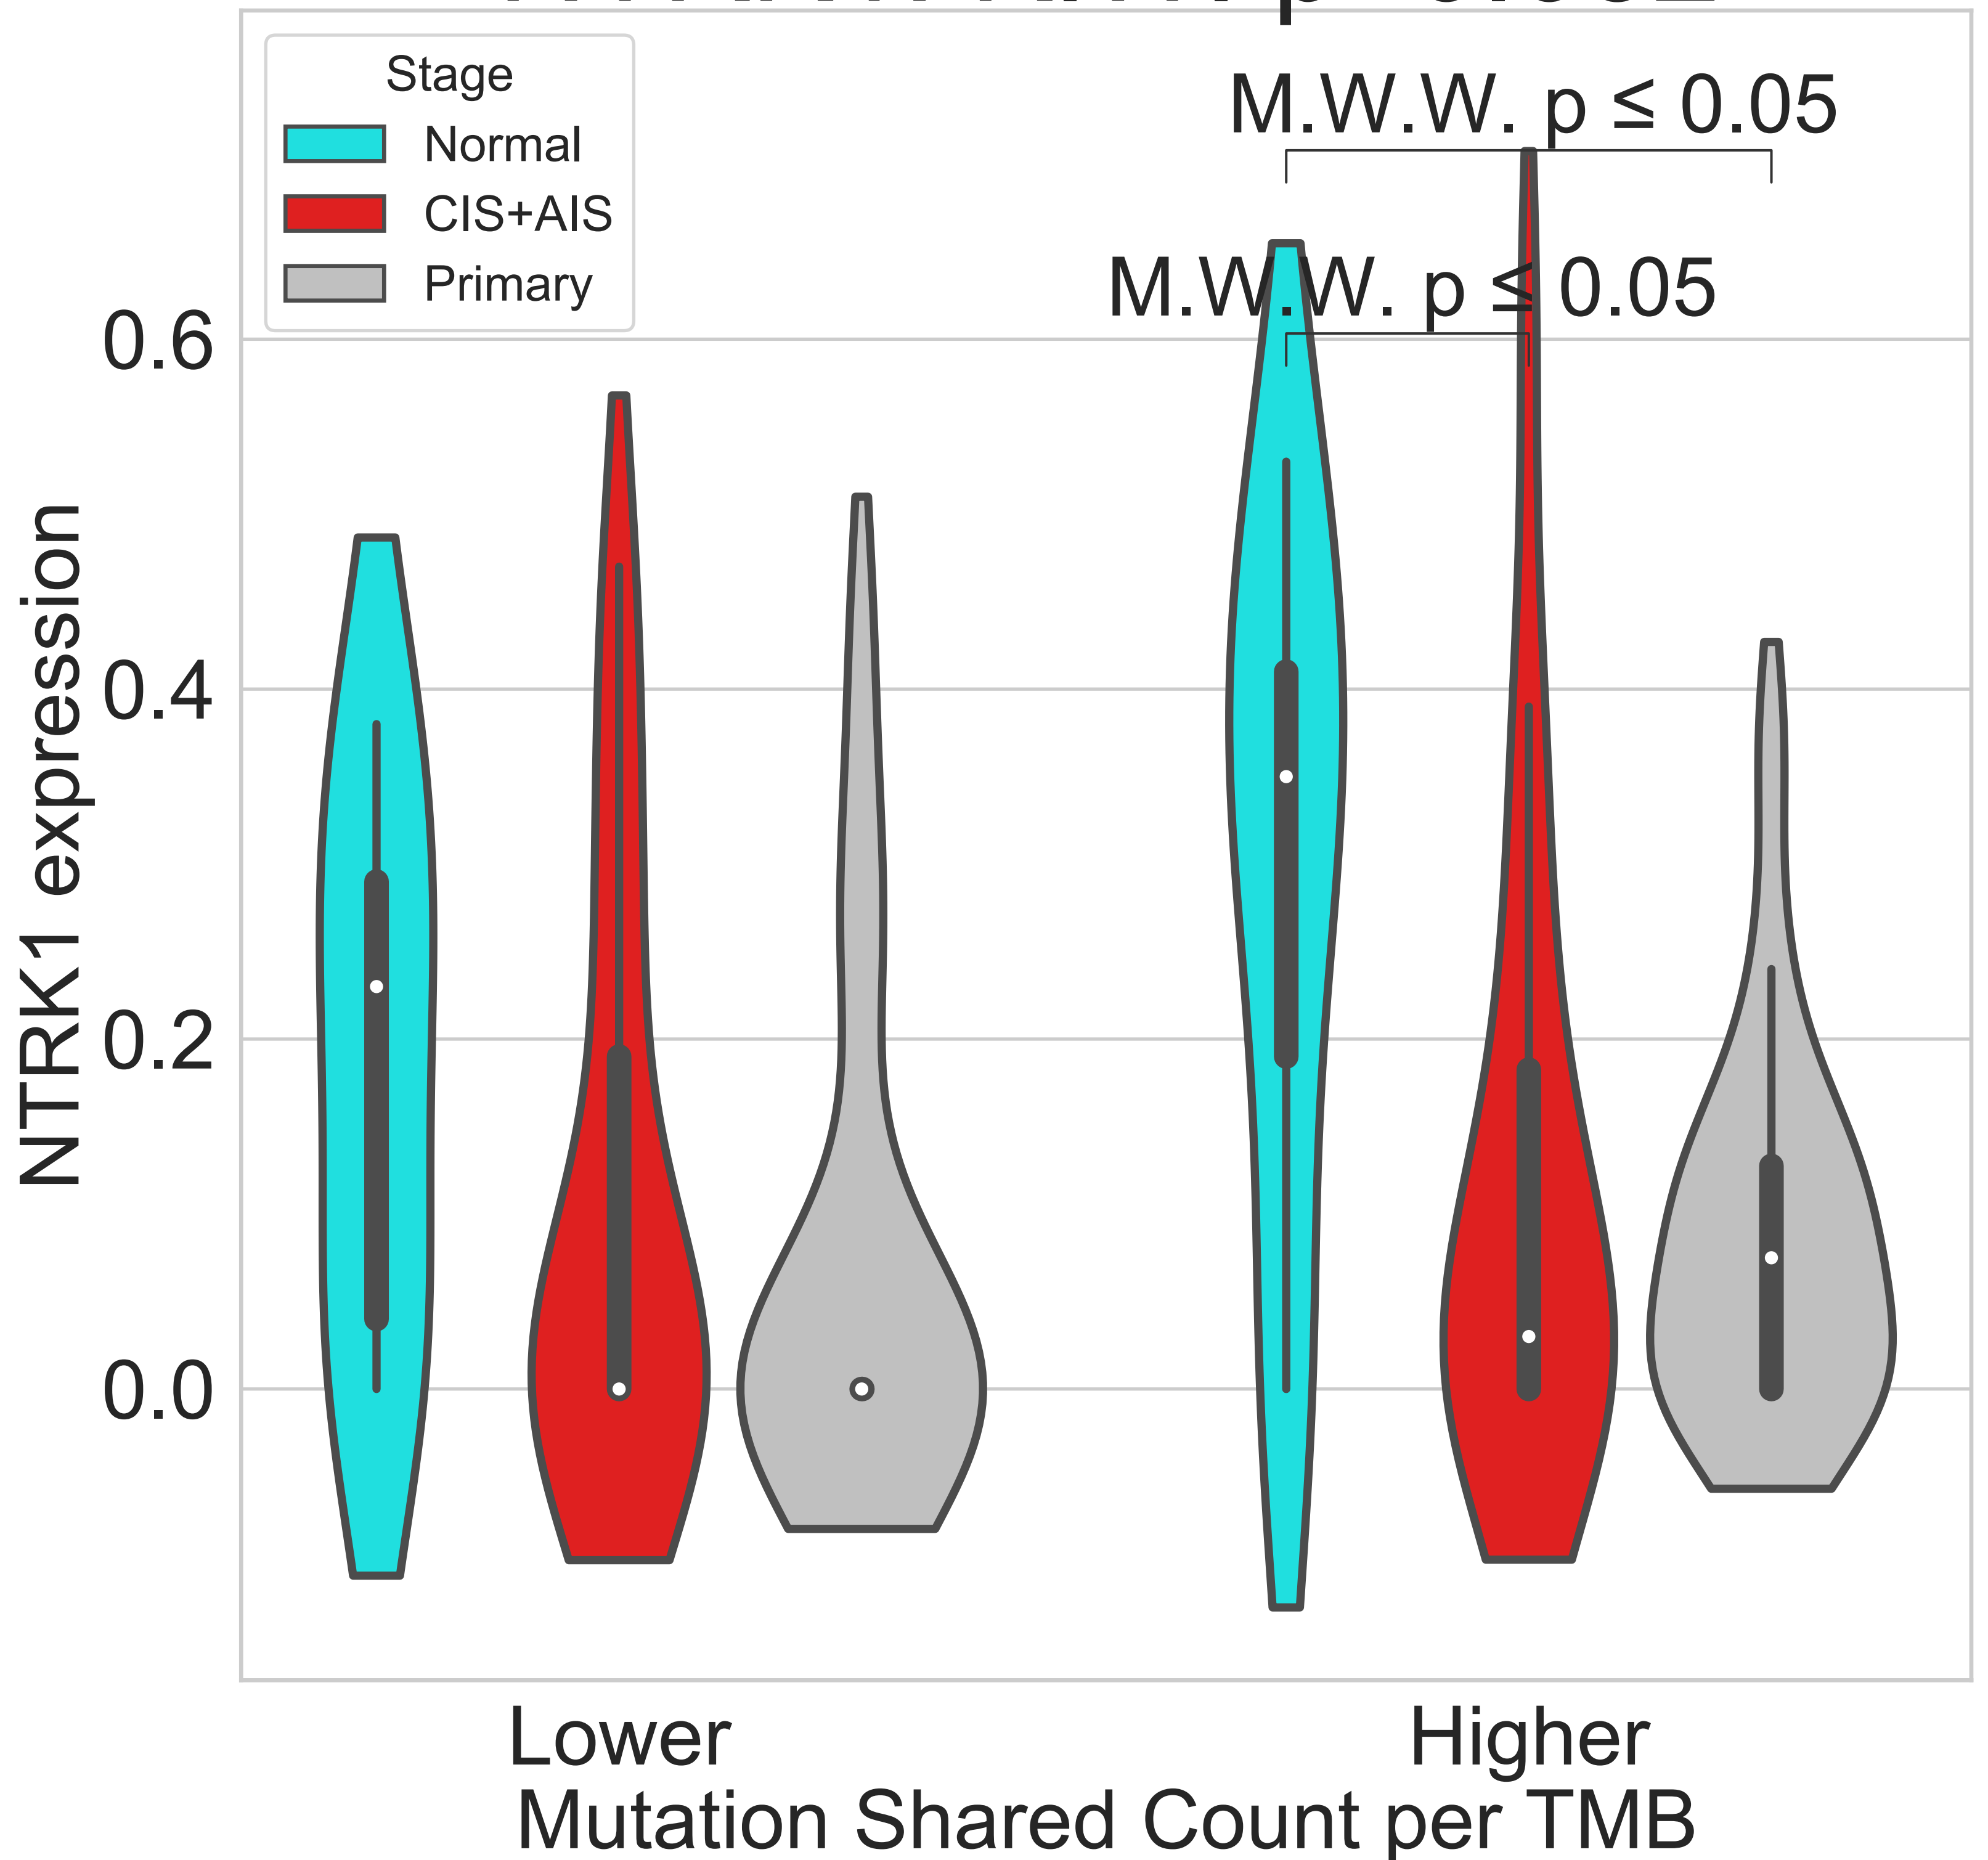 Stage
Normal
CIS+AIS
Primary
M.W.W. p ≤ 0.05
M.W.W. p ≤ 0.05
0.6
0.4
0.2
0.0
NTRK1 expression
Lower
Higher
Mutation Shared Count per TMB